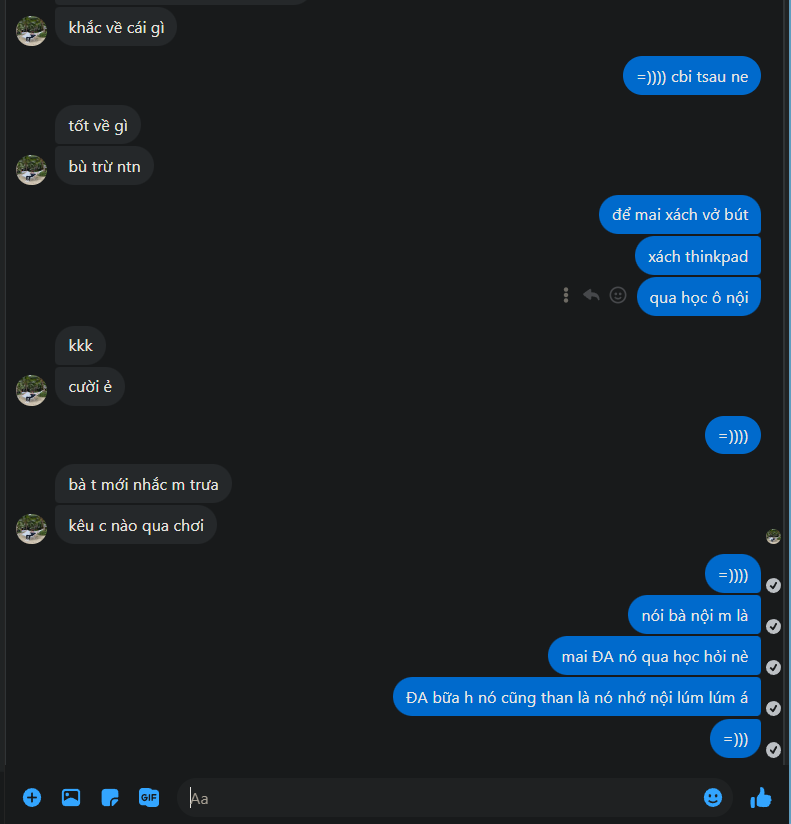 khắc về cái gì
=)))) cbi tsau ne
tốt về gì
bù trừ ntn
để mai xách vở bút
xách thinkpad
qua học ô nội
kkk
cười ẻ
=))))
bà t mới nhắc m trưa
kêu c nào qua chơi
=))))
nói bà nội m là
mai ĐA nó qua học hỏi nè
ĐA bữa h nó cũng than là nó nhớ nội lúm lúm á
=)))
GIF
Aa